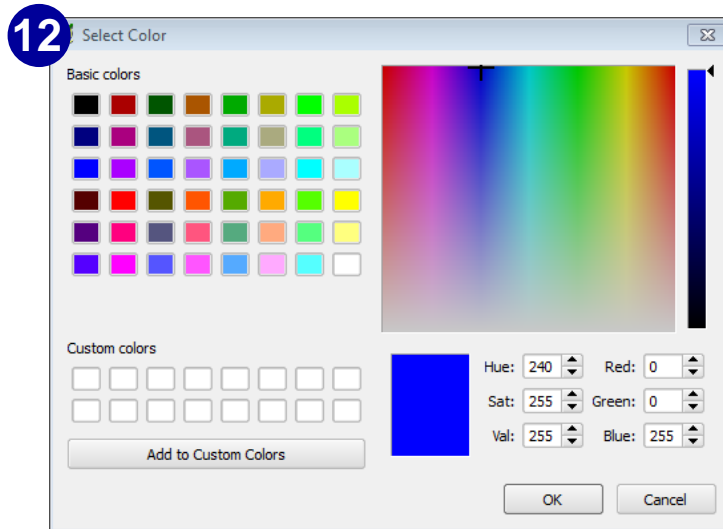 12
Select Color
Basic colors
Custom colors
Add to Custom Colors
Hue: 240 Red: 0
Sat: 255 Green: 0
Val: 255 Blue: 255
OK Cancel